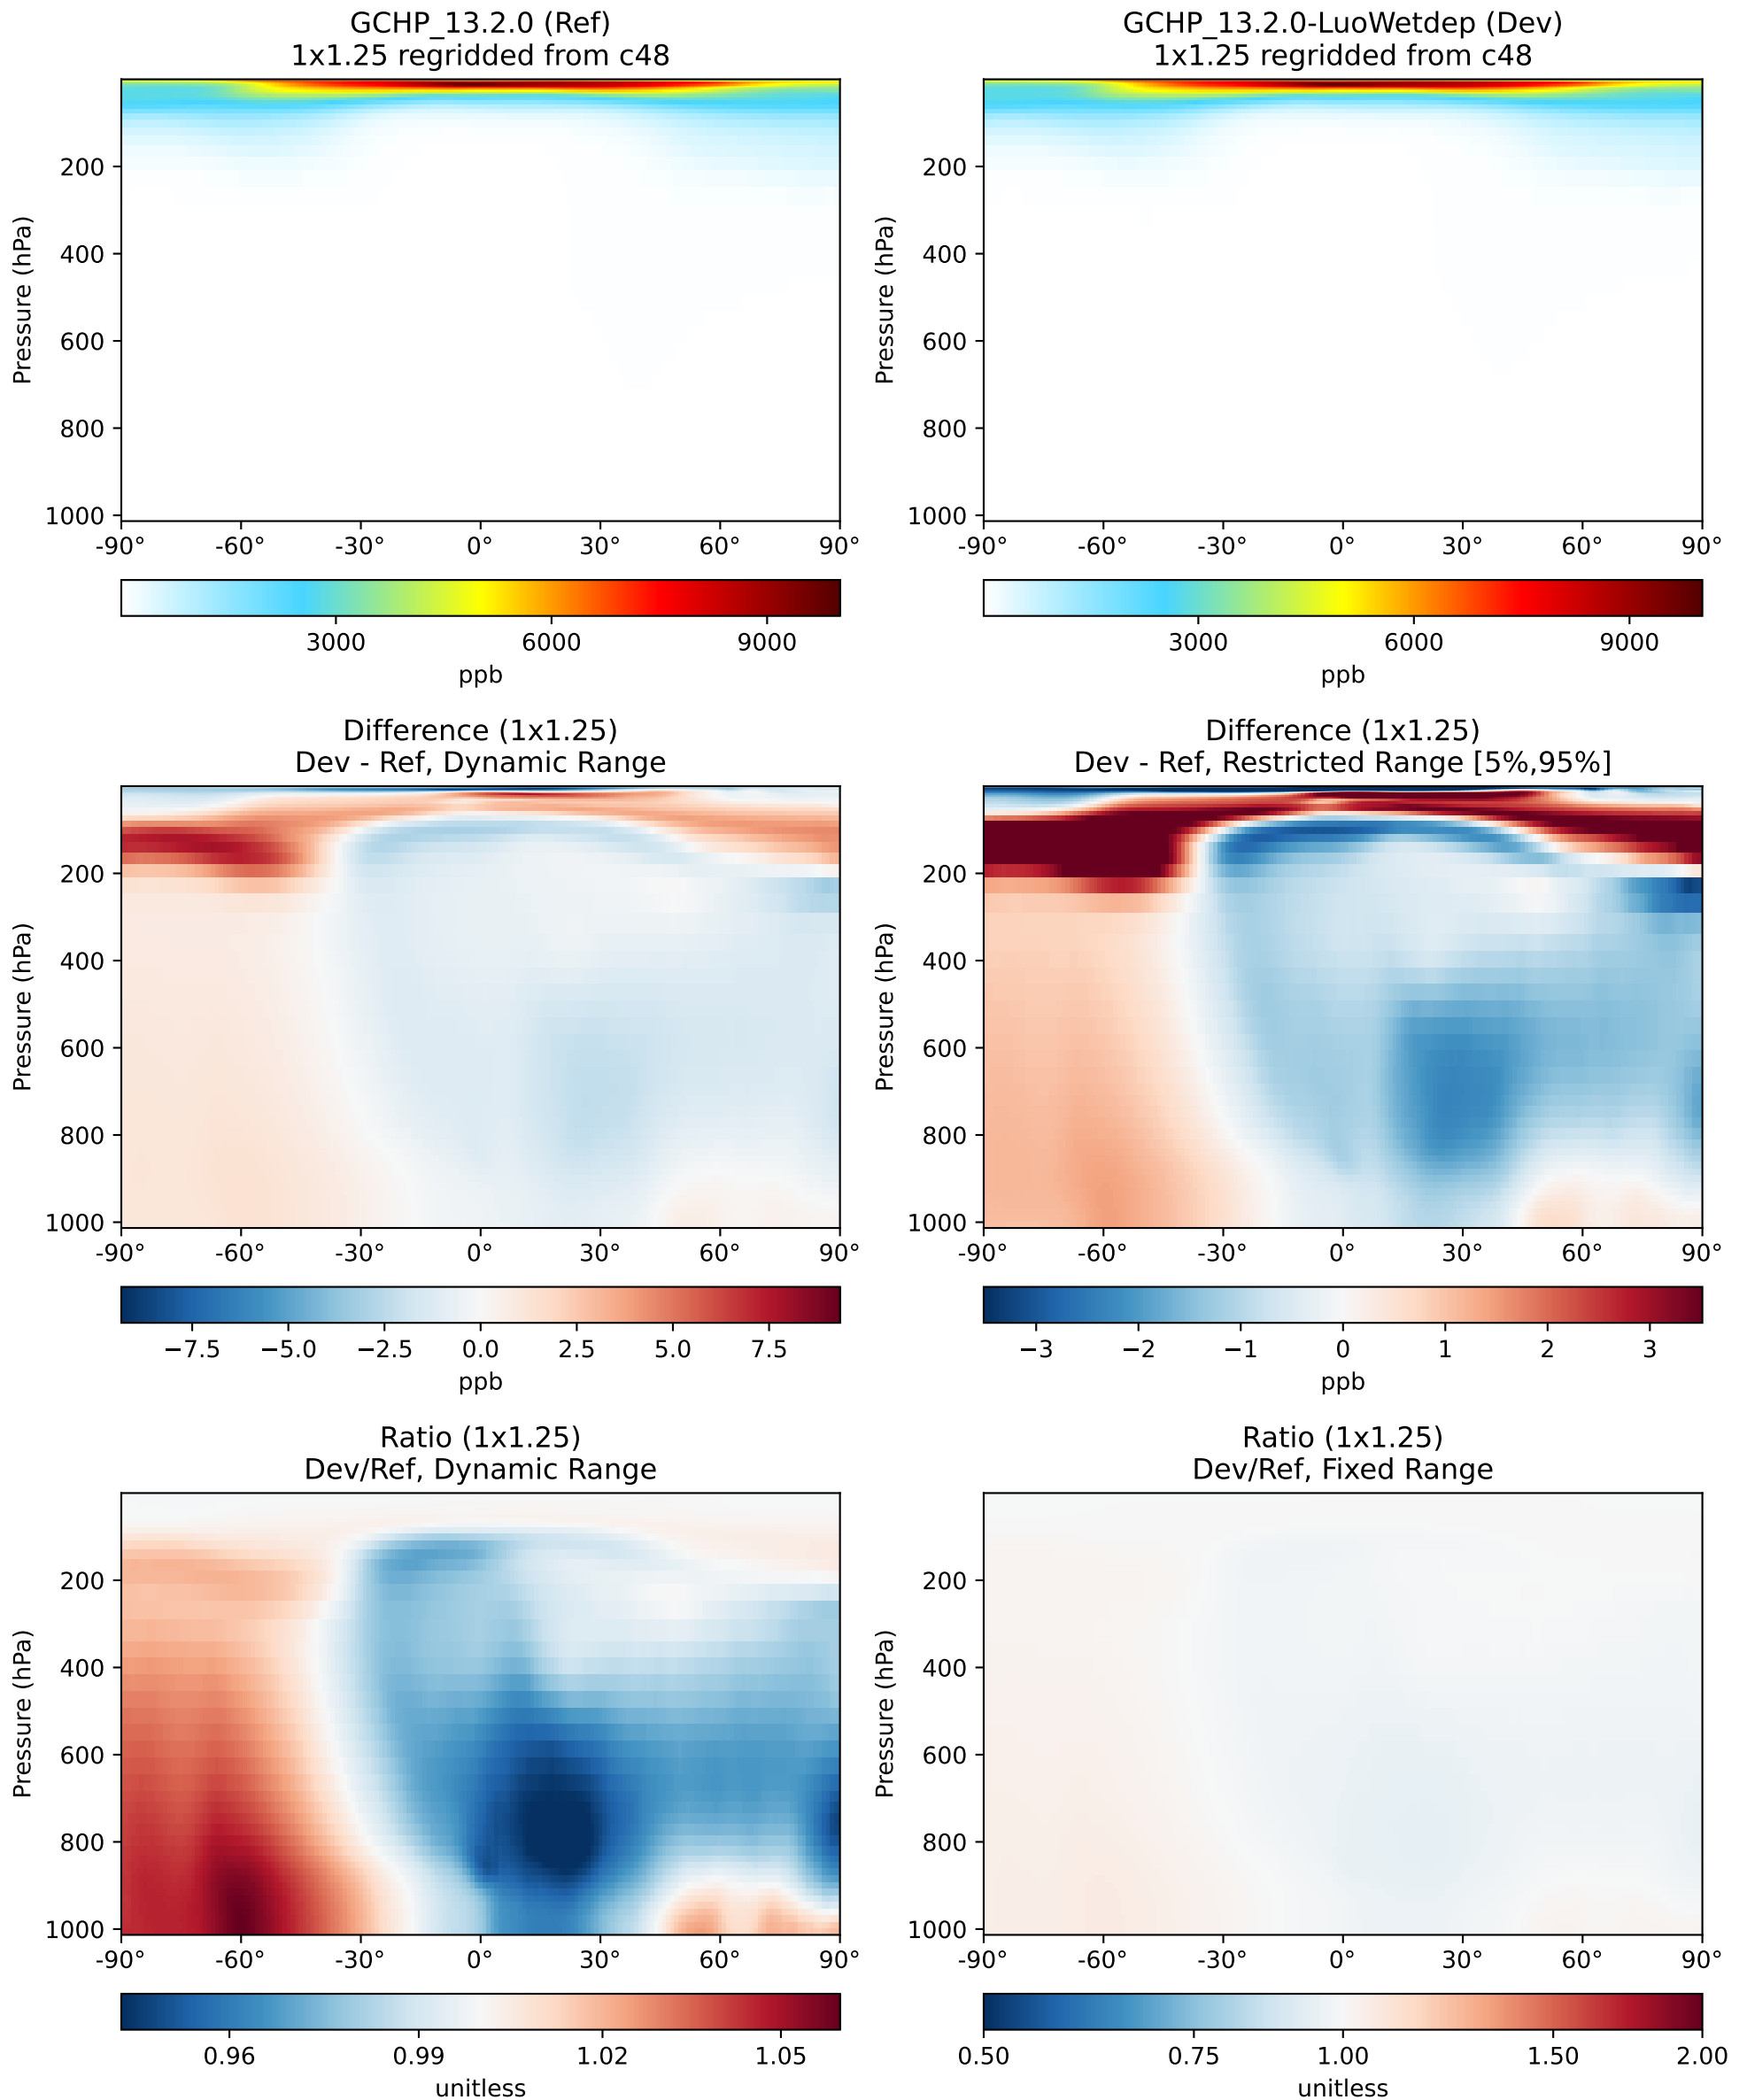 GCHP_13.2.0 (Ref)
1x1.25 regridded from c48
Pressure (hPa)
200
400
600
800
1000
-90° -60° -30° 0° 30° 60° 90°
3000 6000 9000
ppb
GCHP_13.2.0-LuoWetdep (Dev)
1x1.25 regridded from c48
Pressure (hPa)
200
400
600
800
1000
-90° -60° -30° 0° 30° 60° 90°
3000 6000 9000
ppb
Difference (1x1.25)
Dev - Ref, Dynamic Range
Pressure (hPa)
200
400
600
800
1000
-90° -60° -30° 0° 30° 60° 90°
−7.5 −5.0 −2.5 0.0 2.5 5.0 7.5
ppb
Difference (1x1.25)
Dev - Ref, Restricted Range [5%,95%]
Pressure (hPa)
200
400
600
800
1000
-90° -60° -30° 0° 30° 60° 90°
−3 −2 −1 0 1 2 3
ppb
Ratio (1x1.25)
Dev/Ref, Dynamic Range
Pressure (hPa)
200
400
600
800
1000
-90° -60° -30° 0° 30° 60° 90°
0.96 0.99 1.02 1.05
unitless
Ratio (1x1.25)
Dev/Ref, Fixed Range
Pressure (hPa)
200
400
600
800
1000
-90° -60° -30° 0° 30° 60° 90°
0.50 0.75 1.00 1.50 2.00
unitless